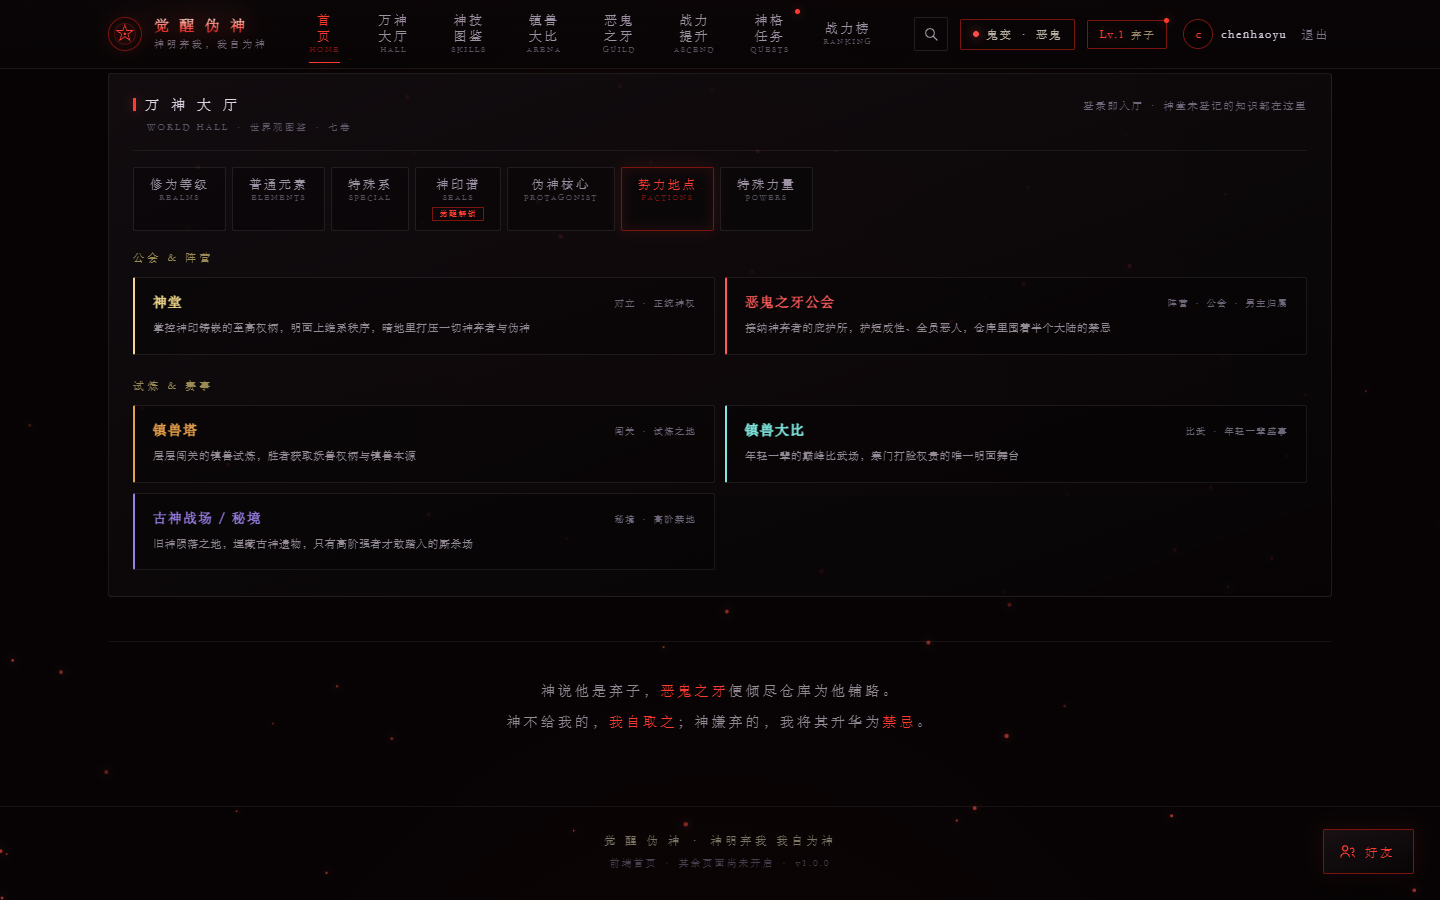 觉醒伪神
神明弃我，我自为神
首页
HOME
万神大厅
HALL
神技图鉴
SKILLS
镇兽大比
ARENA
恶鬼之牙
GUILD
战力提升
ASCEND
神格任务
QUESTS
战力榜
RANKING
鬼变 · 恶鬼
Lv.1 弃子
c
chenhaoyu
退出
万神大厅
登录即入厅 · 神堂未登记的知识都在这里
WORLD HALL · 世界观图鉴 · 七卷
修为等级
REALMS
普通元素
ELEMENTS
特殊系
SPECIAL
神印谱
SEALS
觉醒解锁
伪神核心
PROTAGONIST
势力地点
FACTIONS
特殊力量
POWERS
公会 & 阵营
神堂
对立 · 正统神权
掌控神印铸嵌的至高权柄，明面上维系秩序，暗地里打压一切神弃者与伪神
恶鬼之牙公会
阵营 · 公会 · 男主归属
接纳神弃者的庇护所，护短成性、全员恶人，仓库里囤着半个大陆的禁忌
试炼 & 赛事
镇兽塔
闯关 · 试炼之地
层层闯关的镇兽试炼，胜者获取妖兽权柄与镇兽本源
镇兽大比
比武 · 年轻一辈盛事
年轻一辈的巅峰比武场，寒门打脸权贵的唯一明面舞台
古神战场 / 秘境
秘境 · 高阶禁地
旧神陨落之地，埋藏古神遗物，只有高阶强者才敢踏入的厮杀场
神说他是弃子，恶鬼之牙便倾尽仓库为他铺路。
神不给我的，我自取之；神嫌弃的，我将其升华为禁忌。
觉醒伪神 · 神明弃我 我自为神
前端首页 · 其余页面尚未开启 · v1.0.0
好友